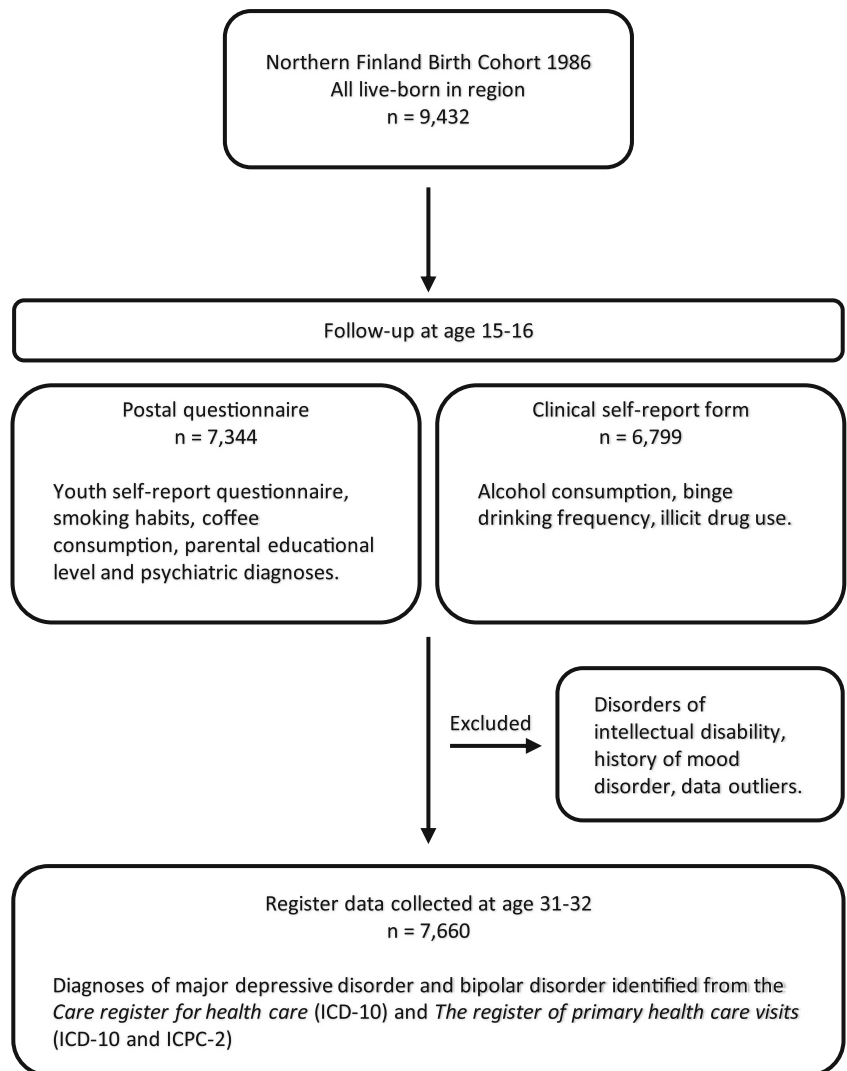 Northern Finland Birth Cohort 1986
All live-born in region
n = 9,432
Follow-up at age 15-16
Postal questionnaire
n = 7,344
Youth self-report questionnaire,
smoking habits, coffee
consumption, parental educational
level and psychiatric diagnoses.
Clinical self-report form
n = 6,799
Alcohol consumption, binge
drinking frequency, illicit drug use.
Excluded
Disorders of
intellectual disability,
history of mood
disorder, data outliers.
Register data collected at age 31-32
n = 7,660
Diagnoses of major depressive disorder and bipolar disorder identified from the
Care register for health care (ICD-10) and The register of primary health care visits
(ICD-10 and ICPC-2)